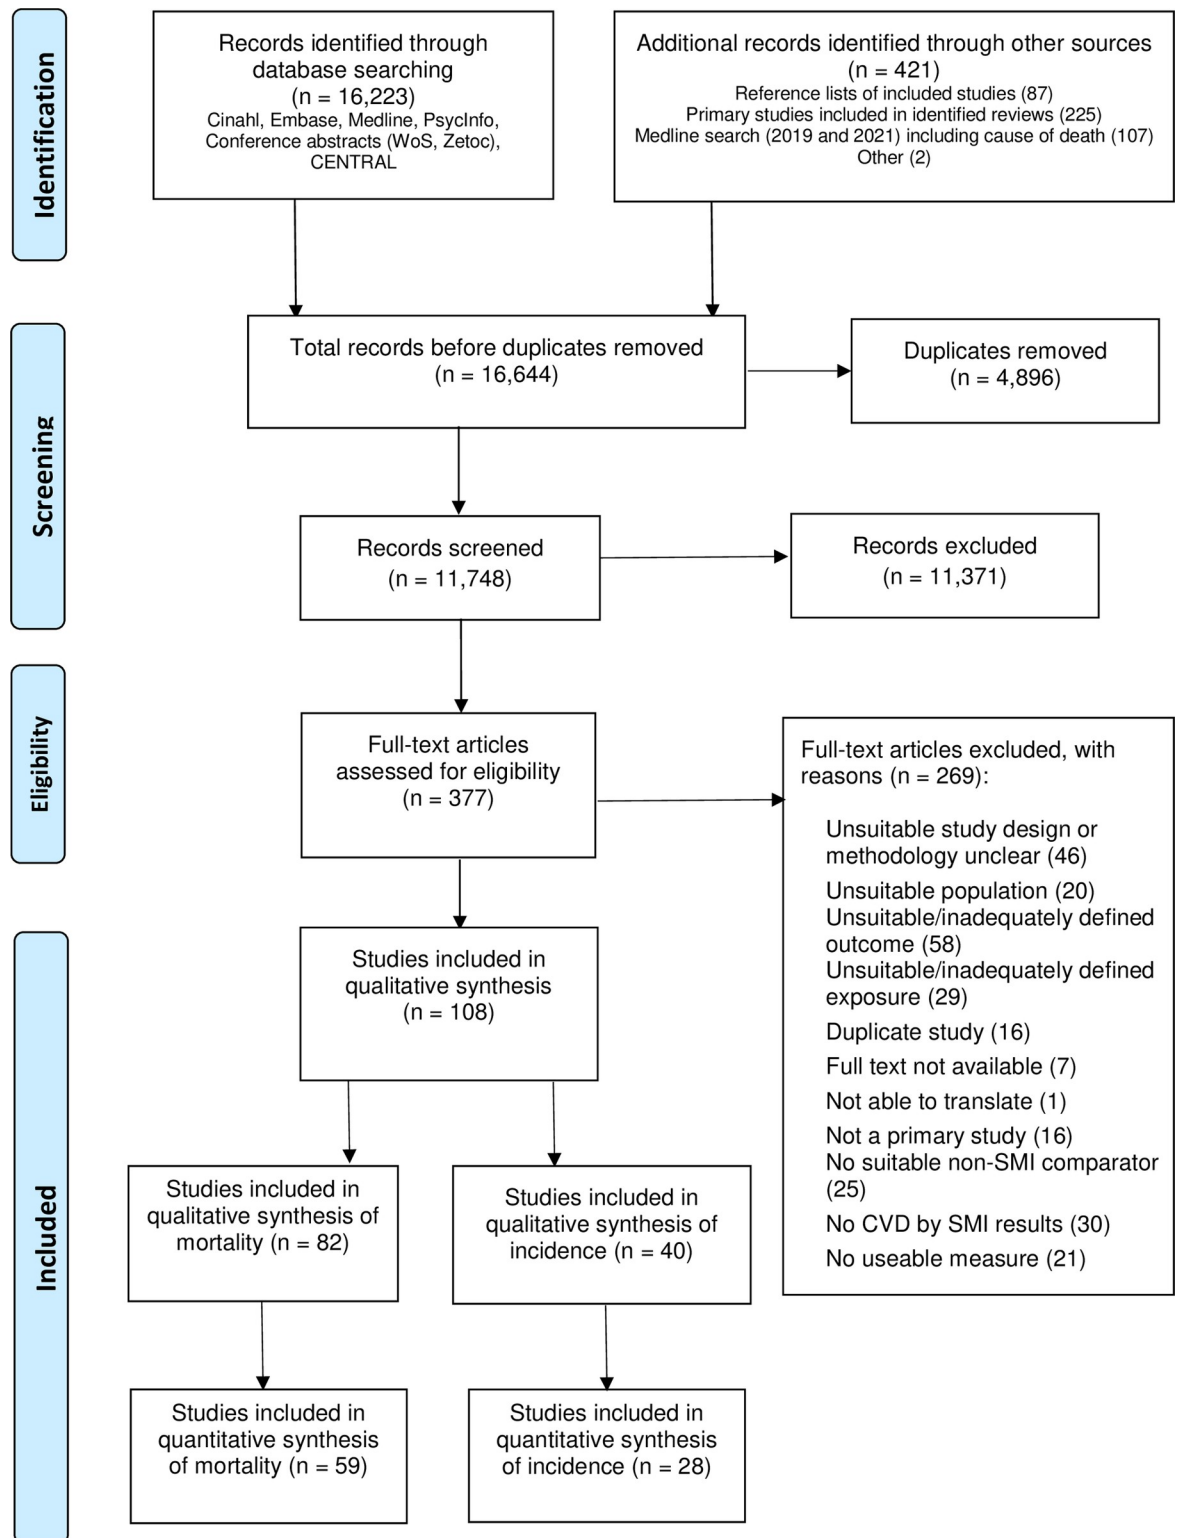 Identification
Records identified through
database searching
(n = 16,223)
Cinahl, Embase, Medline, PsycInfo,
Conference abstracts (WoS, Zetoc),
CENTRAL
Additional records identified through other sources
(n = 421)
Reference lists of included studies (87)
Primary studies included in identified reviews (225)
Medline search (2019 and 2021) including cause of death (107)
Other (2)
Screening
Total records before duplicates removed
(n = 16,644)
Duplicates removed
(n = 4,896)
Records screened
(n = 11,748)
Records excluded
(n = 11,371)
Eligibility
Full-text articles
assessed for eligibility
(n = 377)
Full-text articles excluded, with
reasons (n = 269):
Unsuitable study design or
methodology unclear (46)
Unsuitable population (20)
Unsuitable/inadequately defined
outcome (58)
Unsuitable/inadequately defined
exposure (29)
Duplicate study (16)
Full text not available (7)
Not able to translate (1)
Not a primary study (16)
No suitable non-SMI comparator
(25)
No CVD by SMI results (30)
No useable measure (21)
Included
Studies included in
qualitative synthesis
(n = 108)
Studies included in
qualitative synthesis of
mortality (n = 82)
Studies included in
qualitative synthesis of
incidence (n = 40)
Studies included in
quantitative synthesis
of mortality (n = 59)
Studies included in
quantitative synthesis
of incidence (n = 28)